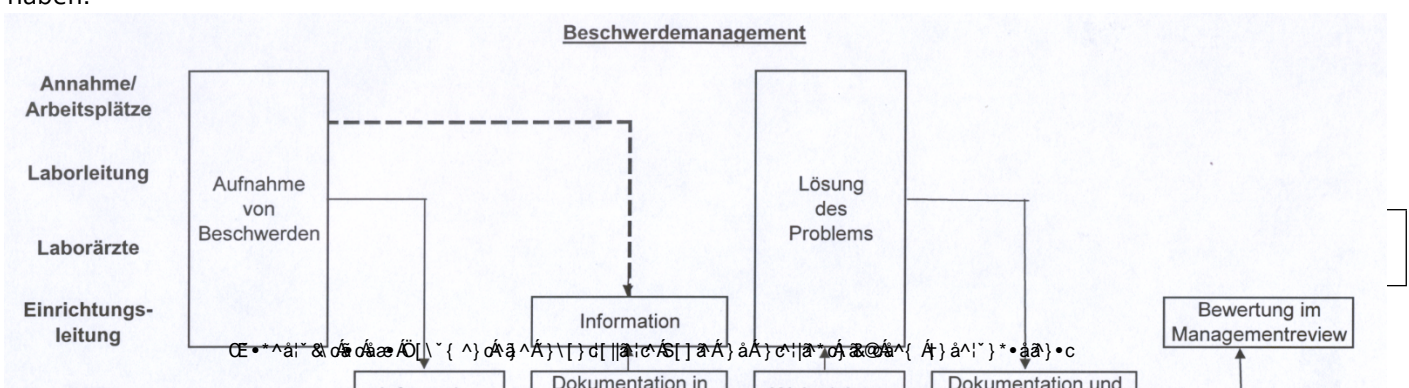 Beschwerdemanagement
Annahme/
Arbeitsplätze
Laborleitung
Laborärzte
Einrichtungs-
leitung
Aufnahme
von
Beschwerden
Information
Lösung
des
Problems
Bewertung im
Managementreview
Dokumentation in
Dokumentation und